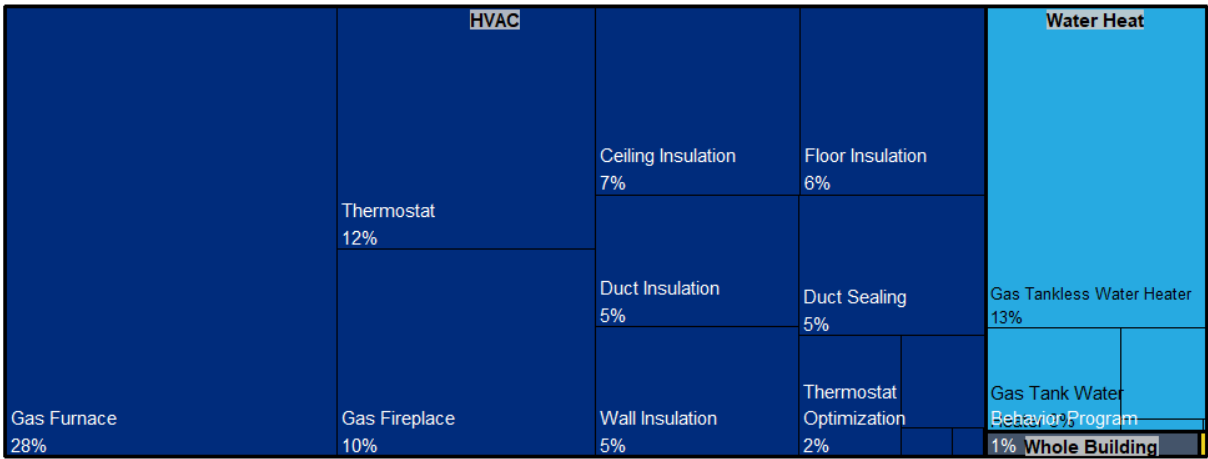 HVAC
Water Heat
Ceiling Insulation
7%
Floor Insulation
6%
Thermostat
12%
Duct Insulation
5%
Duct Sealing
5%
Gas Tankless Water Heater
13%
Gas Furnace
28%
Gas Fireplace
10%
Wall Insulation
5%
Thermostat
Optimization
2%
Gas Tank Water
Behavior Program
1%
Whole Building